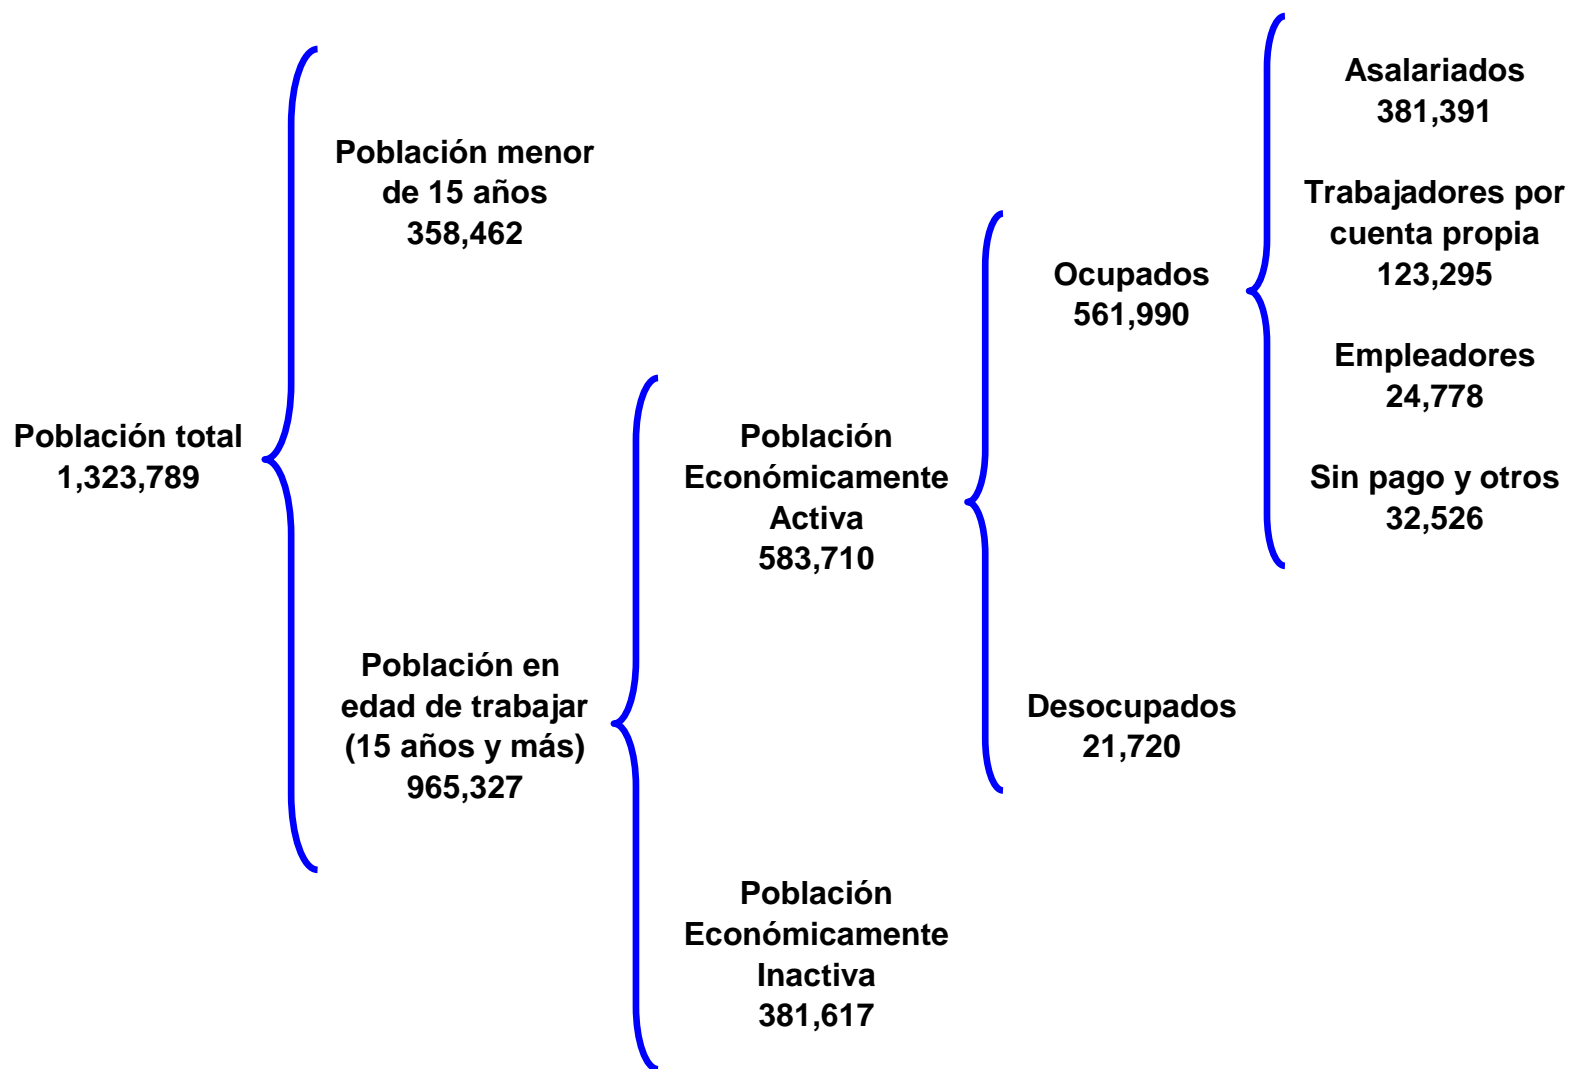 Población total
1,323,789
Población menor
de 15 años
358,462
Población en
edad de trabajar
(15 años y más)
965,327
Población
Económicamente
Activa
583,710
Población
Económicamente
Inactiva
381,617
Ocupados
561,990
Desocupados
21,720
Asalariados
381,391
Trabajadores por
cuenta propia
123,295
Empleadores
24,778
Sin pago y otros
32,526